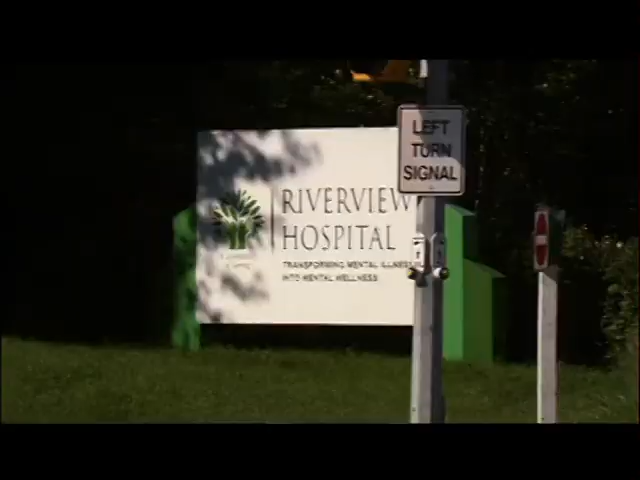 LEFT
TURN
SIGNAL
RIVERVIEW
HOSPITAL
TRANSFORMING MENTAL ILLNESS
INTO MENTAL WELLNESS